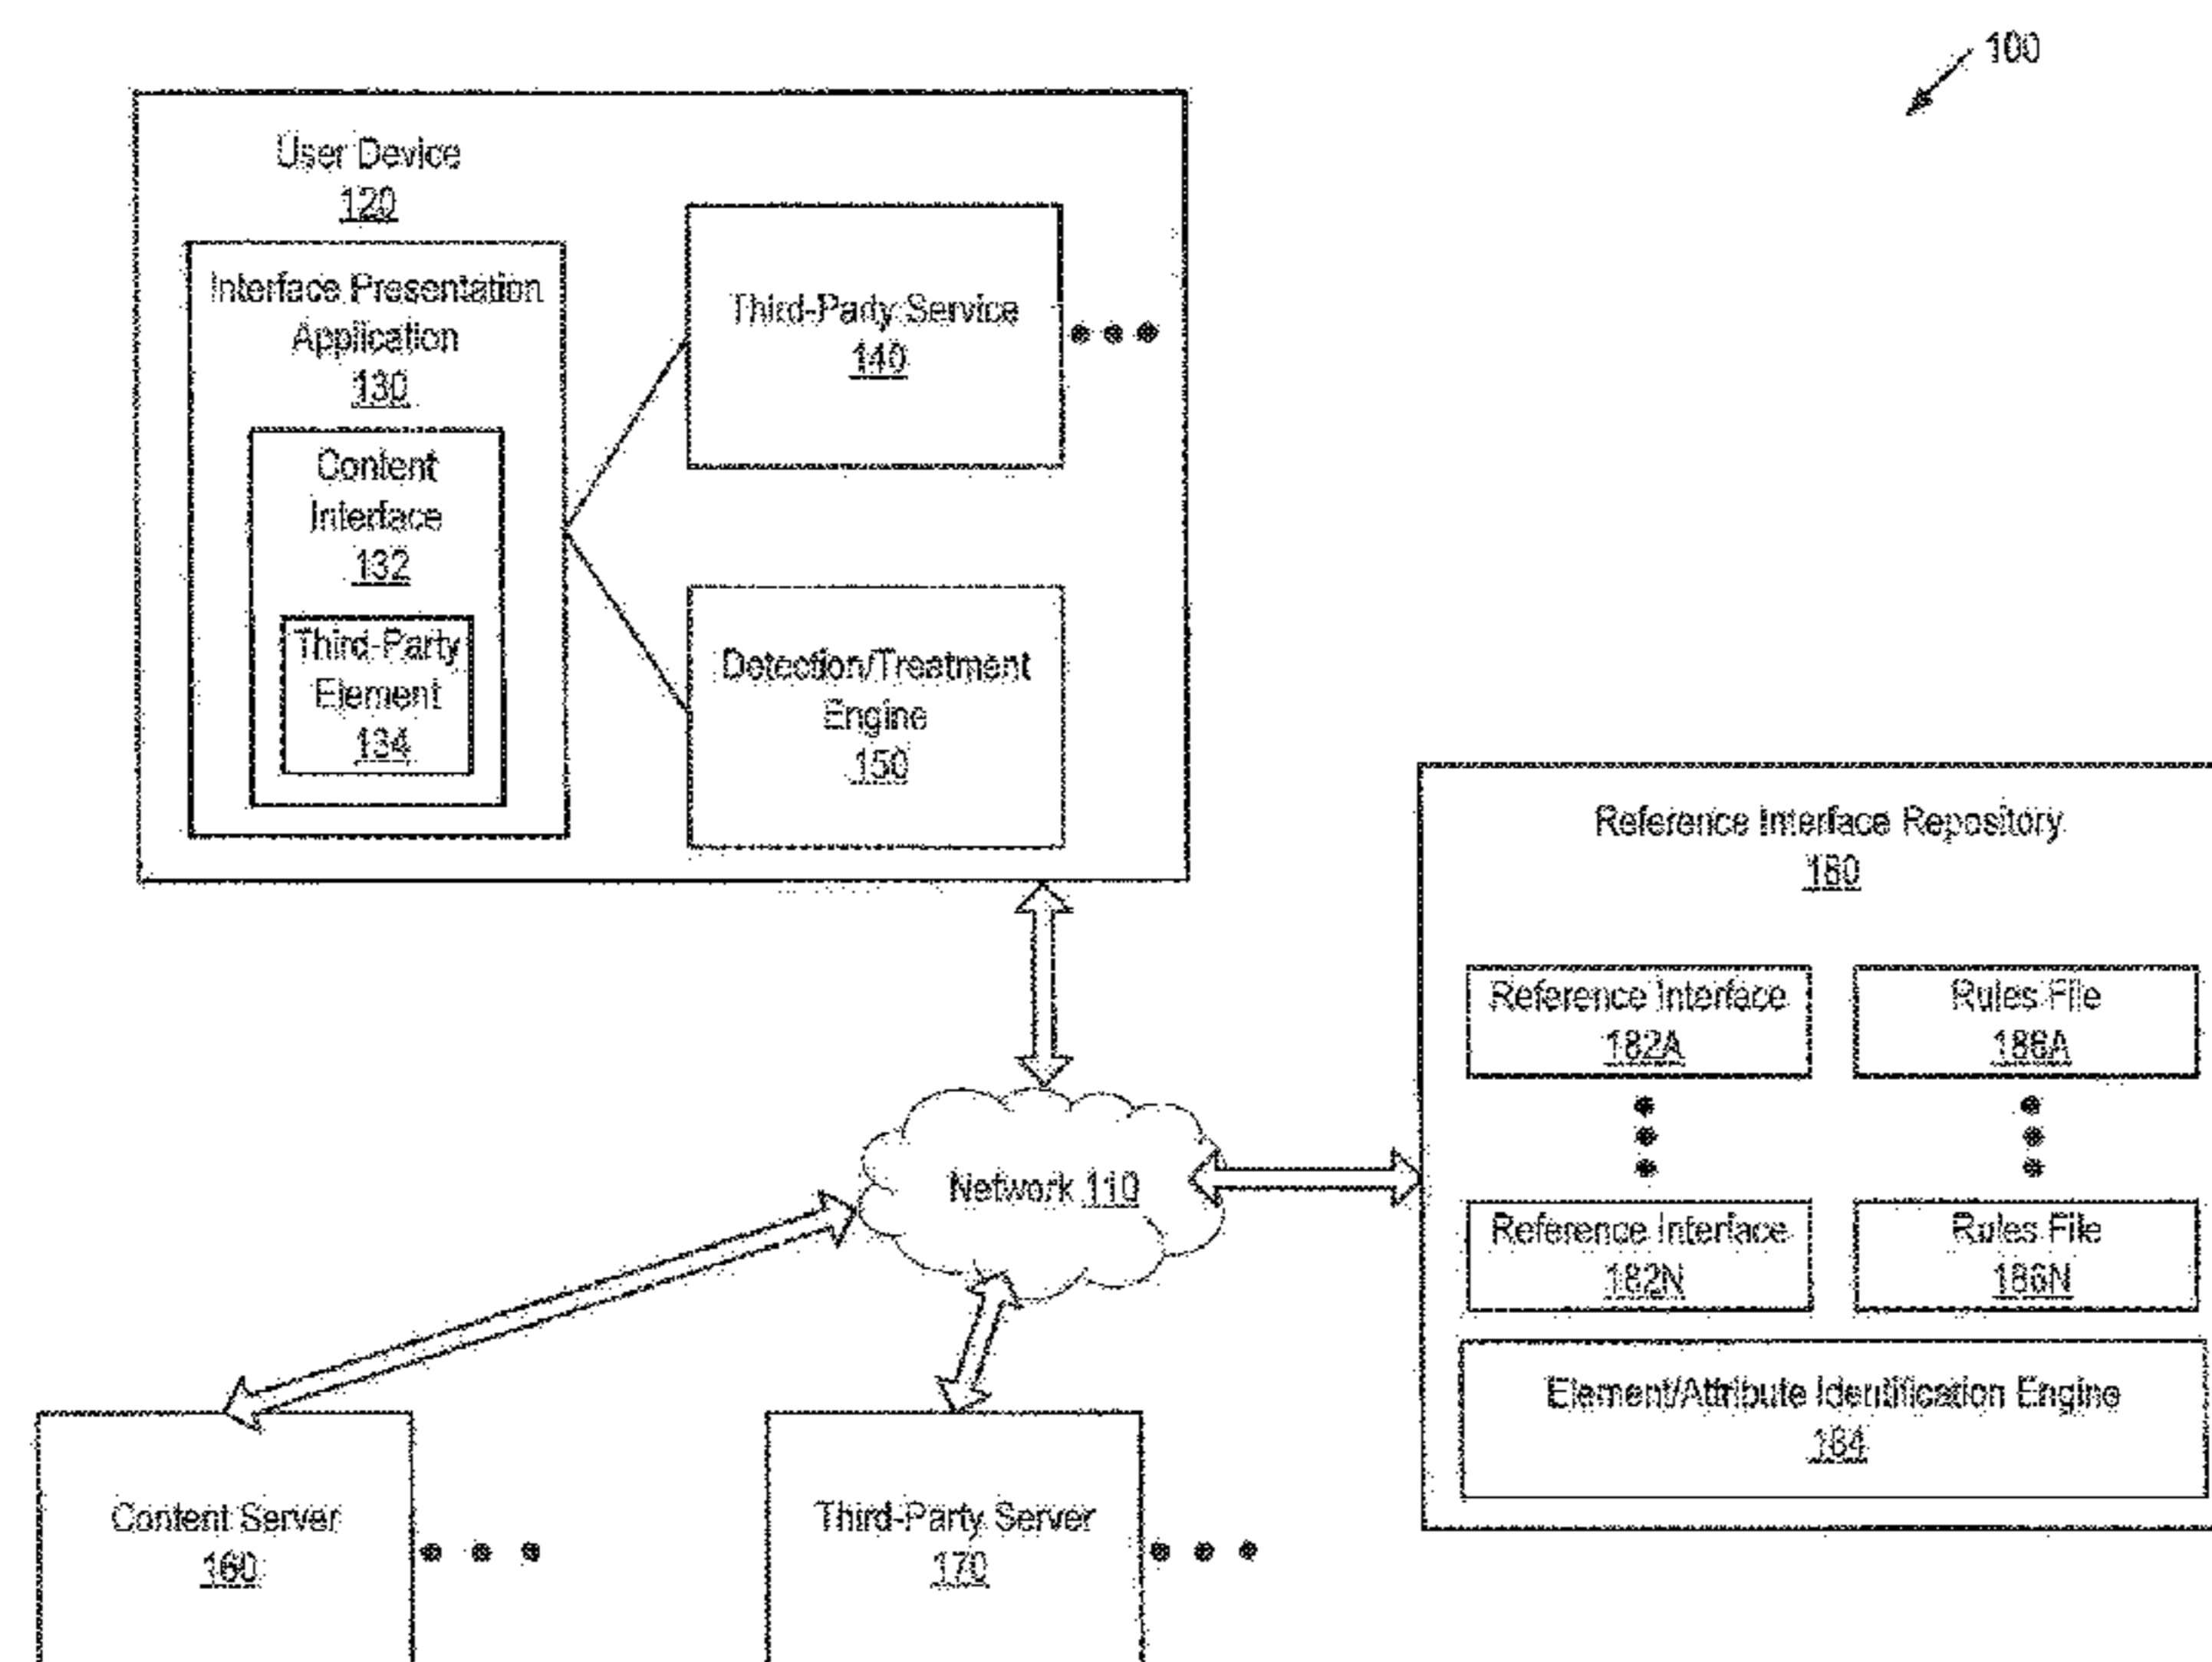 100
User Device
120
Interface Presentation
Application
130
Content
Interface
132
Third-Party
Element
134
Third-Party Service
140
Detection/Treatment
Engine
150
Reference Interface Repository
180
Reference Interface
182A
Rules File
186A
Reference Interface
182N
Rules File
186N
Element/Attribute Identification Engine
184
Network 110
Content Server
160
Third-Party Server
170